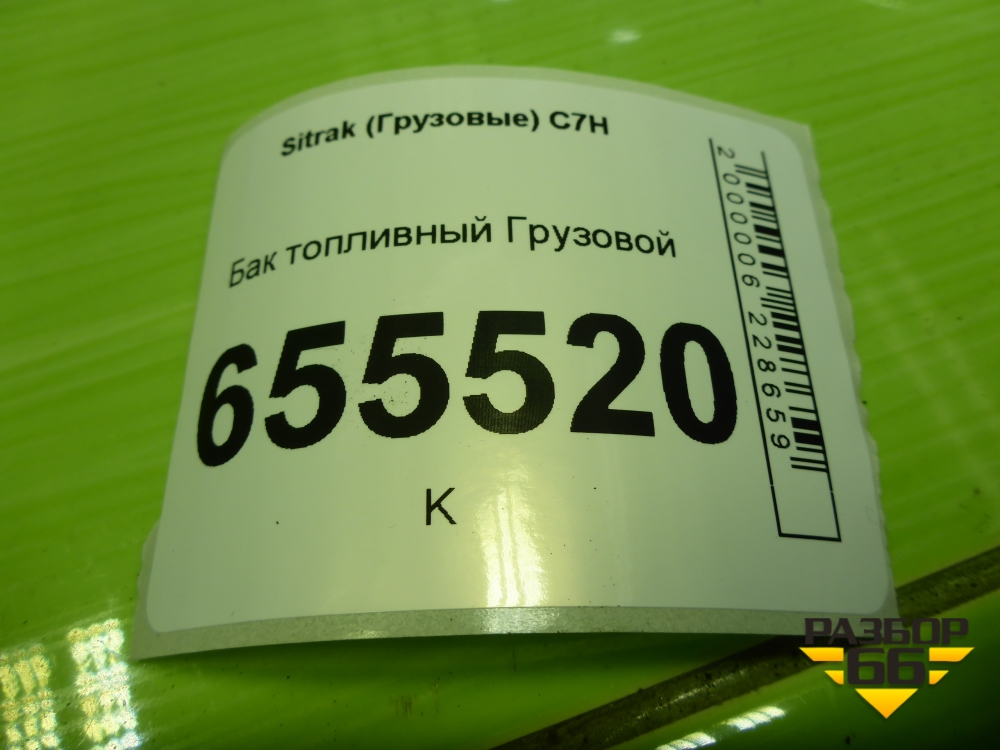 Sitrak (Грузовые) C7H
Бак топливный Грузовой
655520
К
2000006228659
РАЗБОР
66